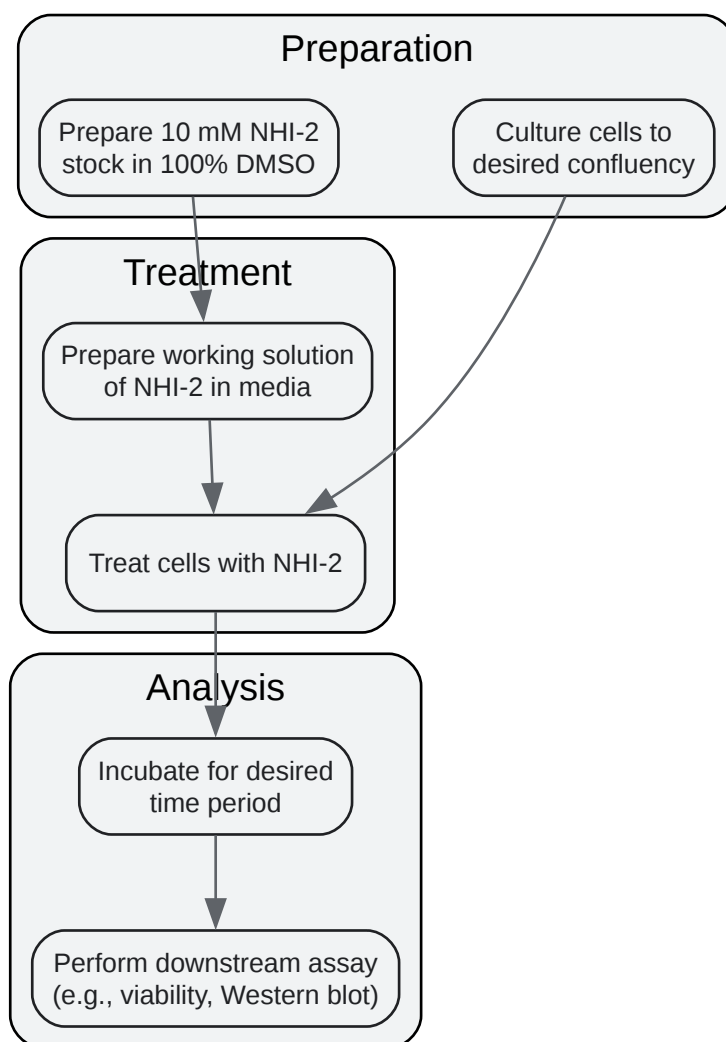 Preparation
Prepare 10 mM NHI-2
stock in 100% DMSO
Culture cells to
desired confluency
Treatment
Prepare working solution
of NHI-2 in media
Treat cells with NHI-2
Analysis
Incubate for desired
time period
Perform downstream assay
(e.g., viability, Western blot)